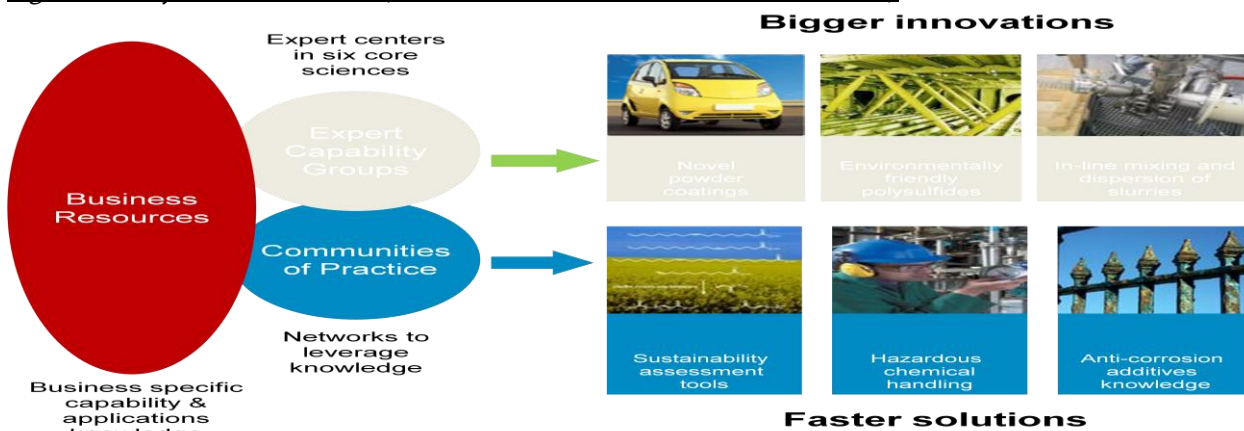 Bigger innovations
Expert centers
in six core
sciences
Expert
Capability
Groups
Business
Resources
Communities
of Practice
Networks to
leverage
knowledge
Business specific
capability &
applications
Novel
powder
coatings
Environmentally
friendly
polysulfides
In-line mixing and
dispersion of
slurries
Sustainability
assessment
tools
Hazardous
chemical
handling
Anti-corrosion
additives
knowledge
Faster solutions